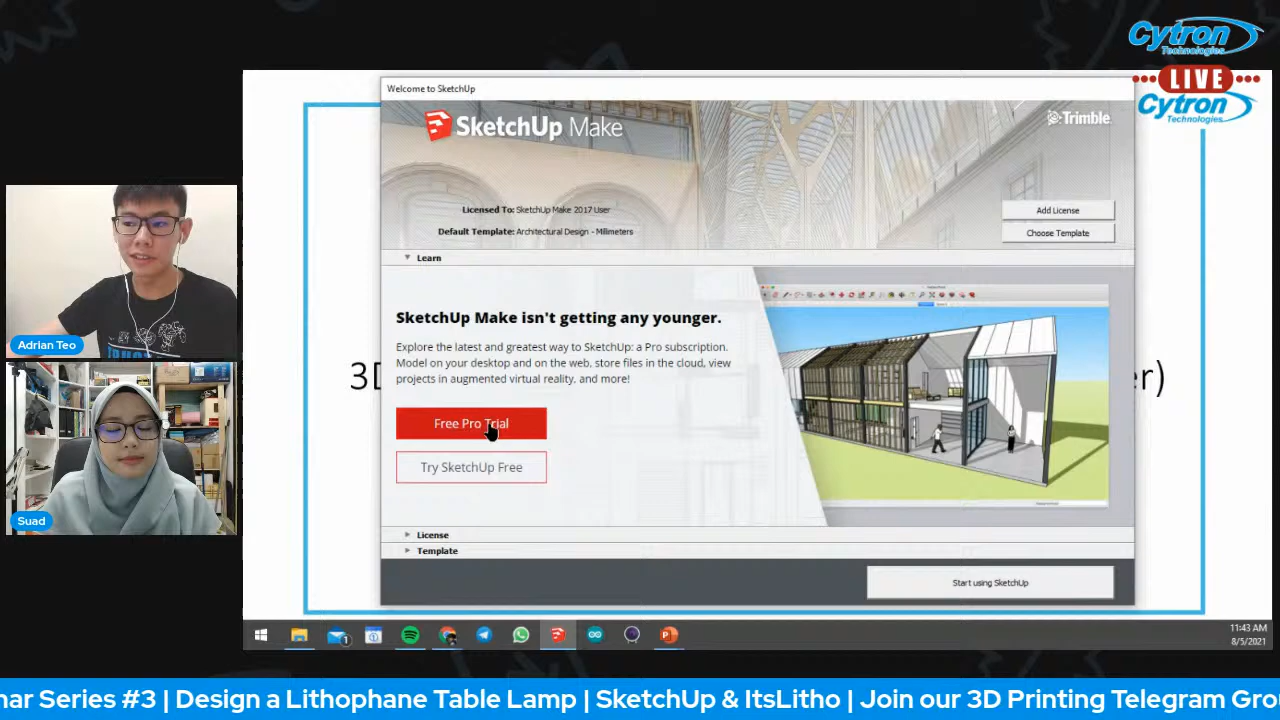 Cytron
Technologies
LIVE
Cytron
Technologies
Welcome to SketchUp
SketchUp Make
Trimble
Licensed To: SketchUp Make 2017 User
Default Template: Architectural Design - Millimeters
Add License
Choose Template
Learn
SketchUp Make isn't getting any younger.
Explore the latest and greatest way to SketchUp: a Pro subscription.
Model on your desktop and on the web, store files in the cloud, view
projects in augmented virtual reality, and more!
Free Pro Trial
Try SketchUp Free
License
Template
Start using SketchUp
3D
er)
Adrian Teo
Suad
1
11:43 AM
8/5/2021
nar Series #3 | Design a Lithophane Table Lamp | SketchUp & ItsLitho | Join our 3D Printing Telegram Gro